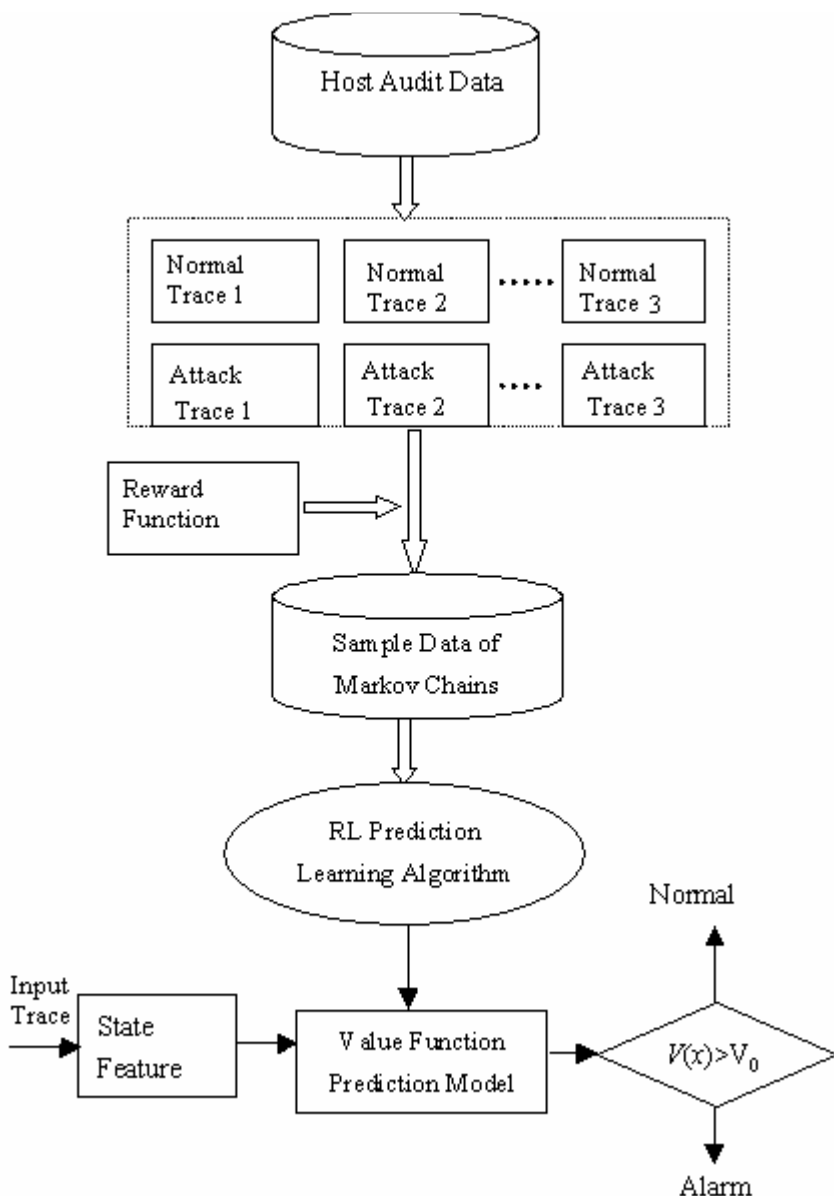 Host Audit Data
Normal
Trace 1
Normal
Trace 2
.....
Normal
Trace 3
Attack
Trace 1
Attack
Trace 2
....
Attack
Trace 3
Reward
Function
Sample Data of
Markov Chains
RL Prediction
Learning Algorithm
Normal
Input
Trace
State
Feature
Value Function
Prediction Model
V(x)>V₀
Alarm